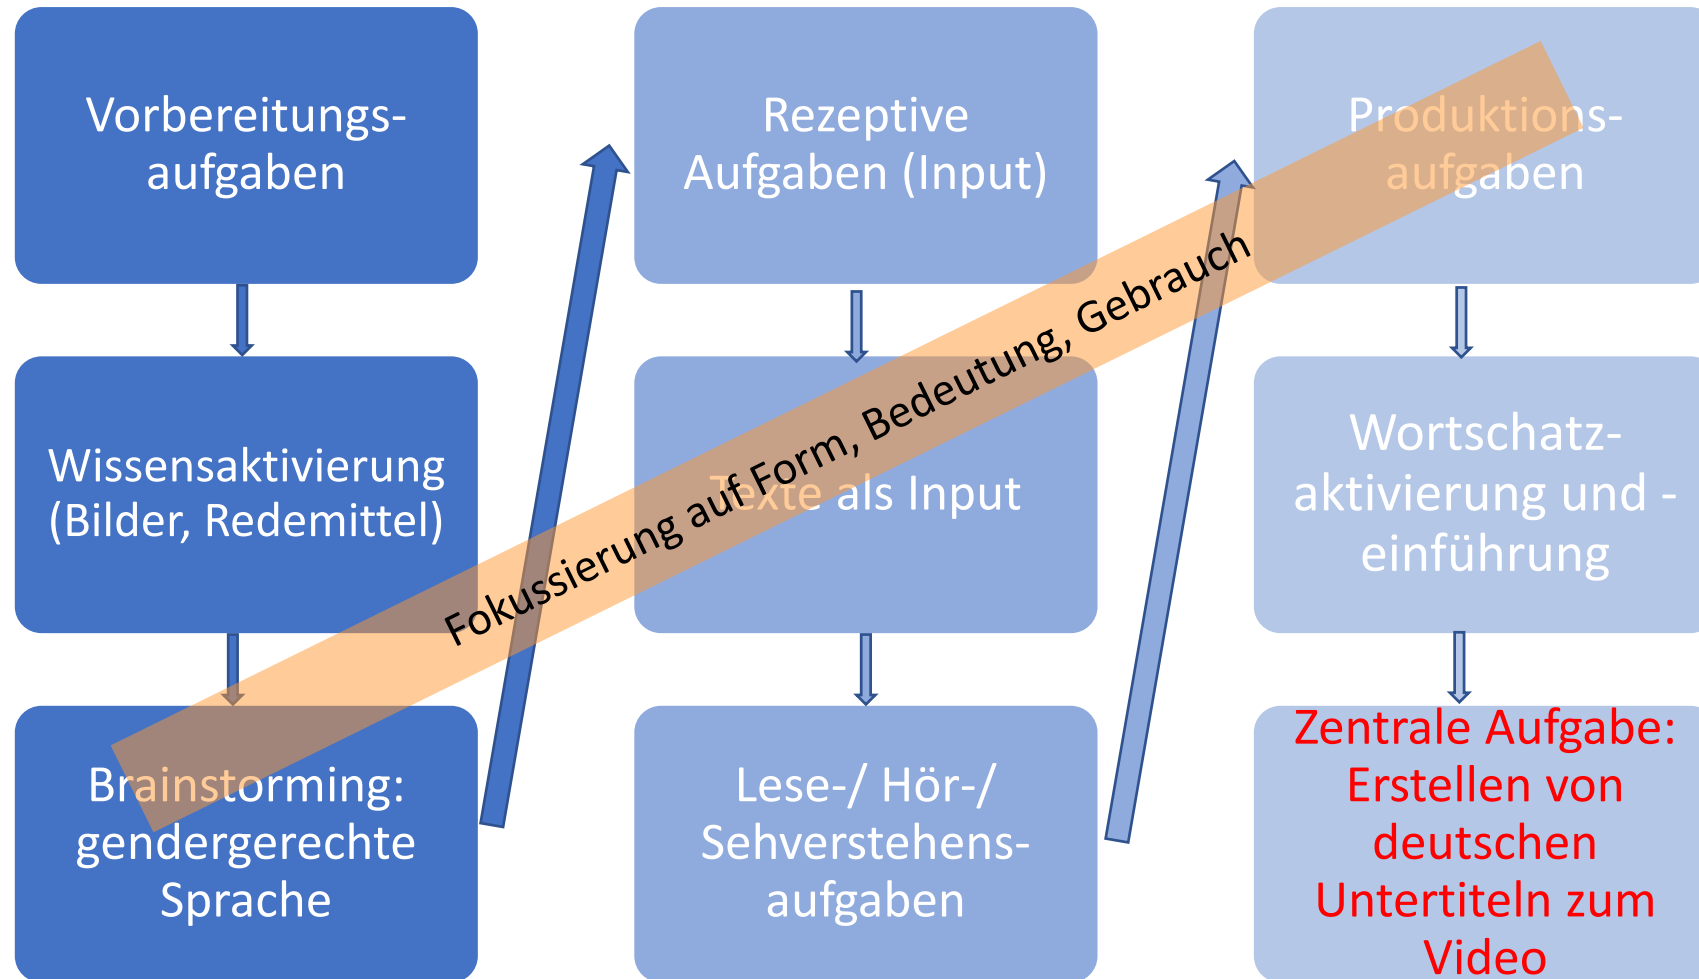 Vorbereitungs-
aufgaben
Wissensaktivierung
(Bilder, Redemittel)
Brainstorming:
gendergerechte
Sprache
Rezeptive
Aufgaben (Input)
Texte als Input
Lese-/ Hör-/
Sehverstehens-
aufgaben
Produktions-
aufgaben
Wortschatz-
aktivierung und -
einführung
Zentrale Aufgabe:
Erstellen von
deutschen
Untertiteln zum
Video
Fokussierung auf Form, Bedeutung, Gebrauch